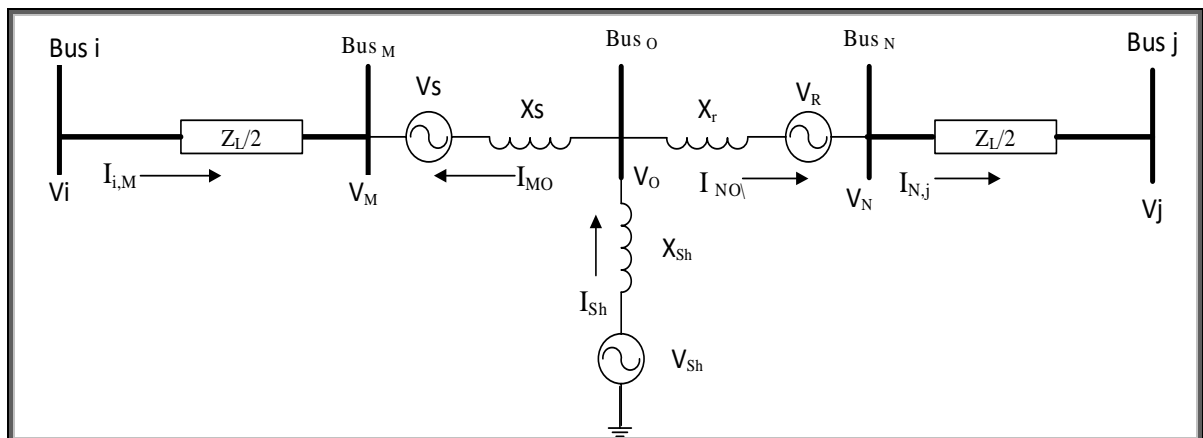 Bus i
Bus M
Bus O
Bus N
Bus j
Vs
Xs
Xr
VR
ZL/2
ZL/2
Ii,M
IMO
INO\
IN,j
Vi
VM
VO
VN
Vj
XSh
ISh
VSh